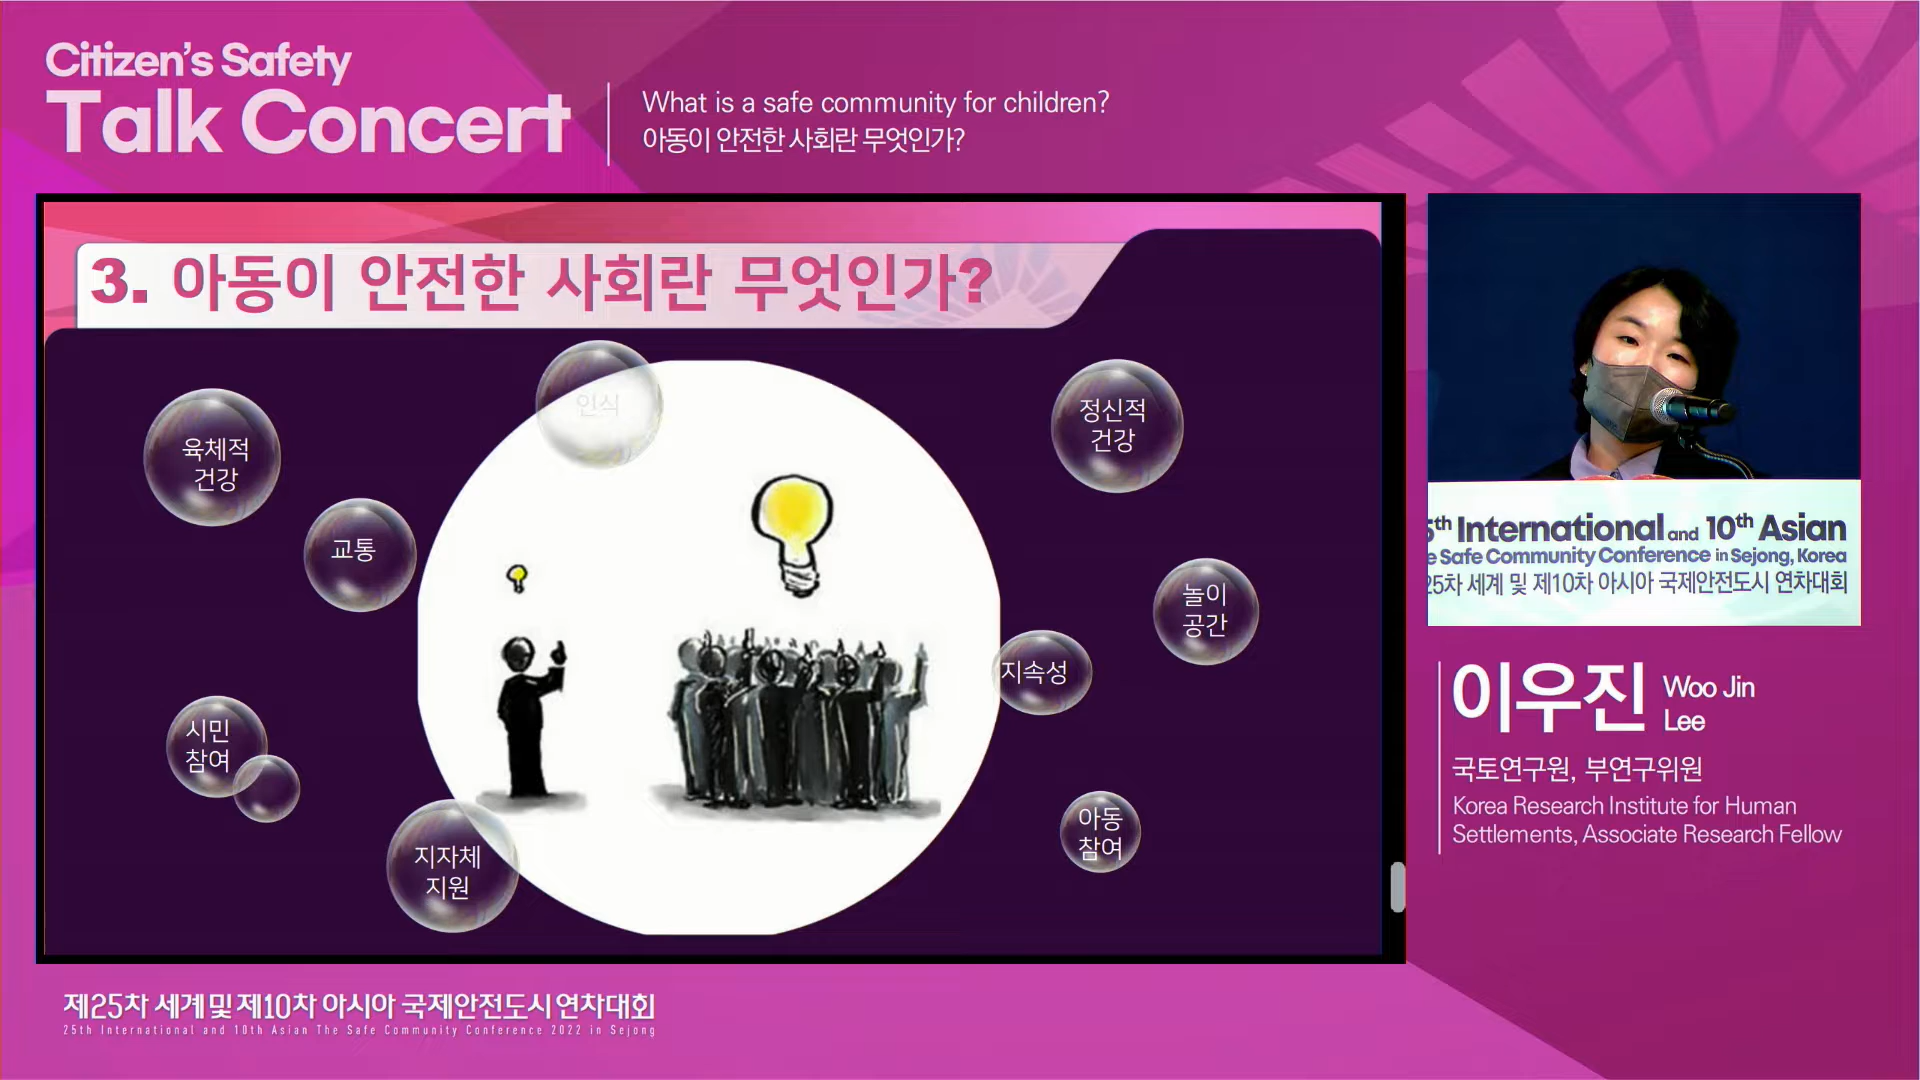 Citizen's Safety
Talk Concert
What is a safe community for children?
아동이 안전한 사회란 무엇인가?
3. 아동이 안전한 사회란 무엇인가?
인식
육체적
건강
정신적
건강
교통
놀이
공간
지속성
시민
참여
지자체
지원
아동
참여
5th International and 10th Asian
e Safe Community Conference in Sejong, Korea
25차 세계 및 제10차 아시아 국제안전도시 연차대회
이우진
Woo Jin
Lee
국토연구원, 부연구위원
Korea Research Institute for Human
Settlements, Associate Research Fellow
제25차 세계 및 제10차 아시아 국제안전도시 연차대회
25th International and 10th Asian The Safe Community Conference 2022 in Sejong